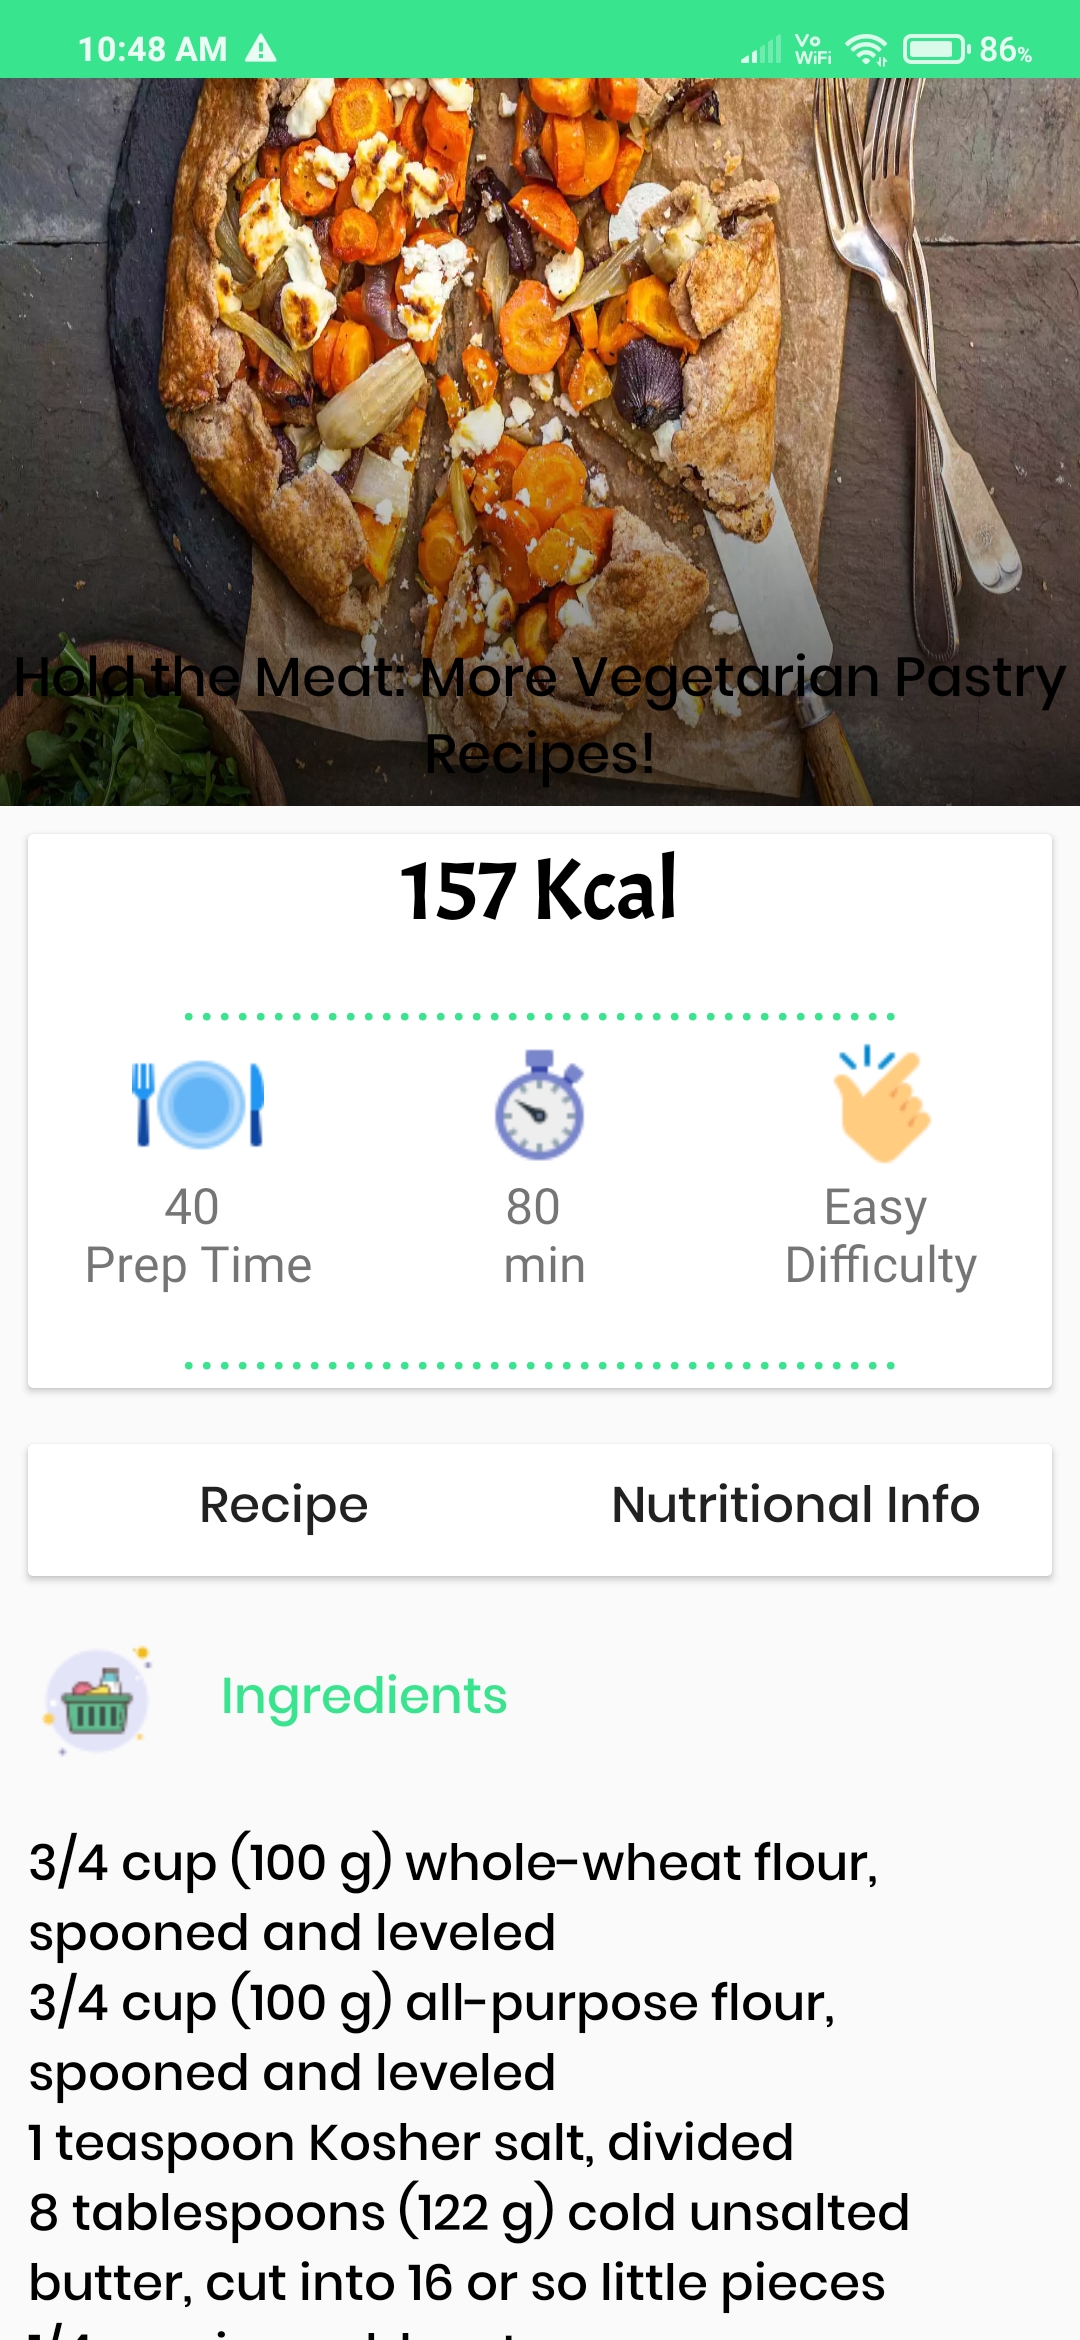 10:48 AM
Vo
WiFi
86%
Hold the Meat: More Vegetarian Pastry
Recipes!
157 Kcal
40
Prep Time
80
min
Easy
Difficulty
Recipe
Nutritional Info
Ingredients
3/4 cup (100 g) whole-wheat flour,
spooned and leveled
3/4 cup (100 g) all-purpose flour,
spooned and leveled
1 teaspoon Kosher salt, divided
8 tablespoons (122 g) cold unsalted
butter, cut into 16 or so little pieces